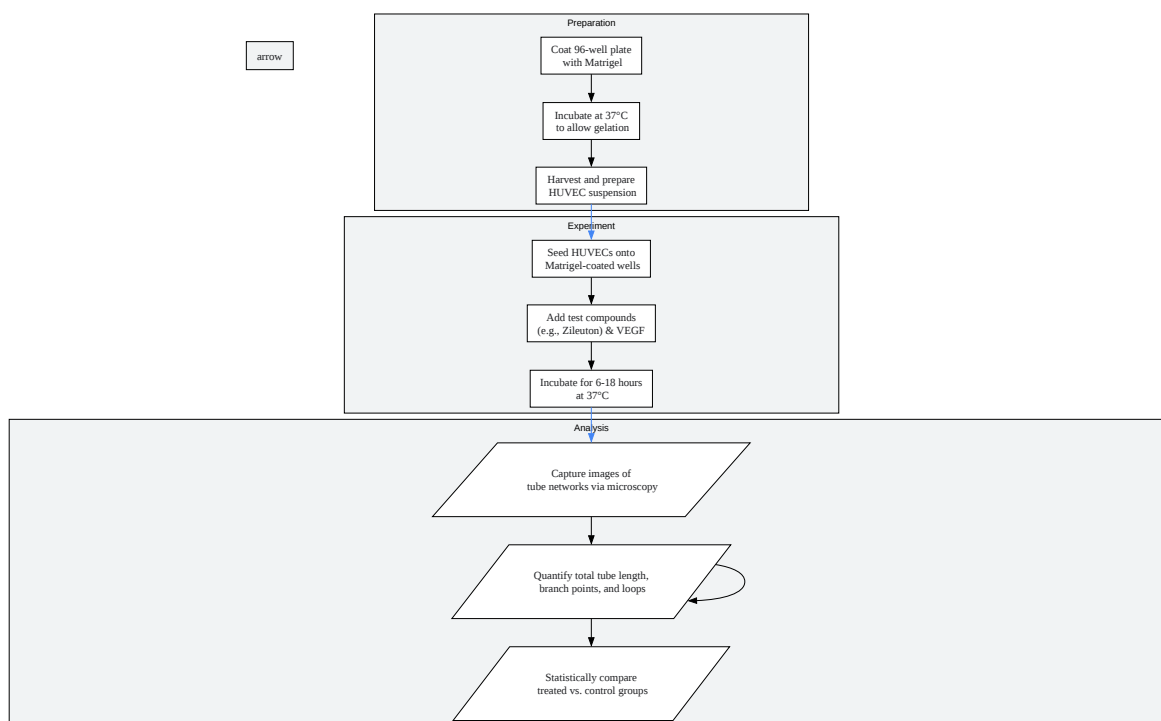 Preparation
arrow
Coat 96-well plate
with Matrigel
Incubate at 37°C
to allow gelation
Harvest and prepare
HUVEC suspension
Experiment
Seed HUVECs onto
Matrigel-coated wells
Add test compounds
(e.g., Zileuton) & VEGF
Incubate for 6-18 hours
at 37°C
Analysis
Capture images of
tube networks via microscopy
Quantify total tube length,
branch points, and loops
Statistically compare
treated vs. control groups